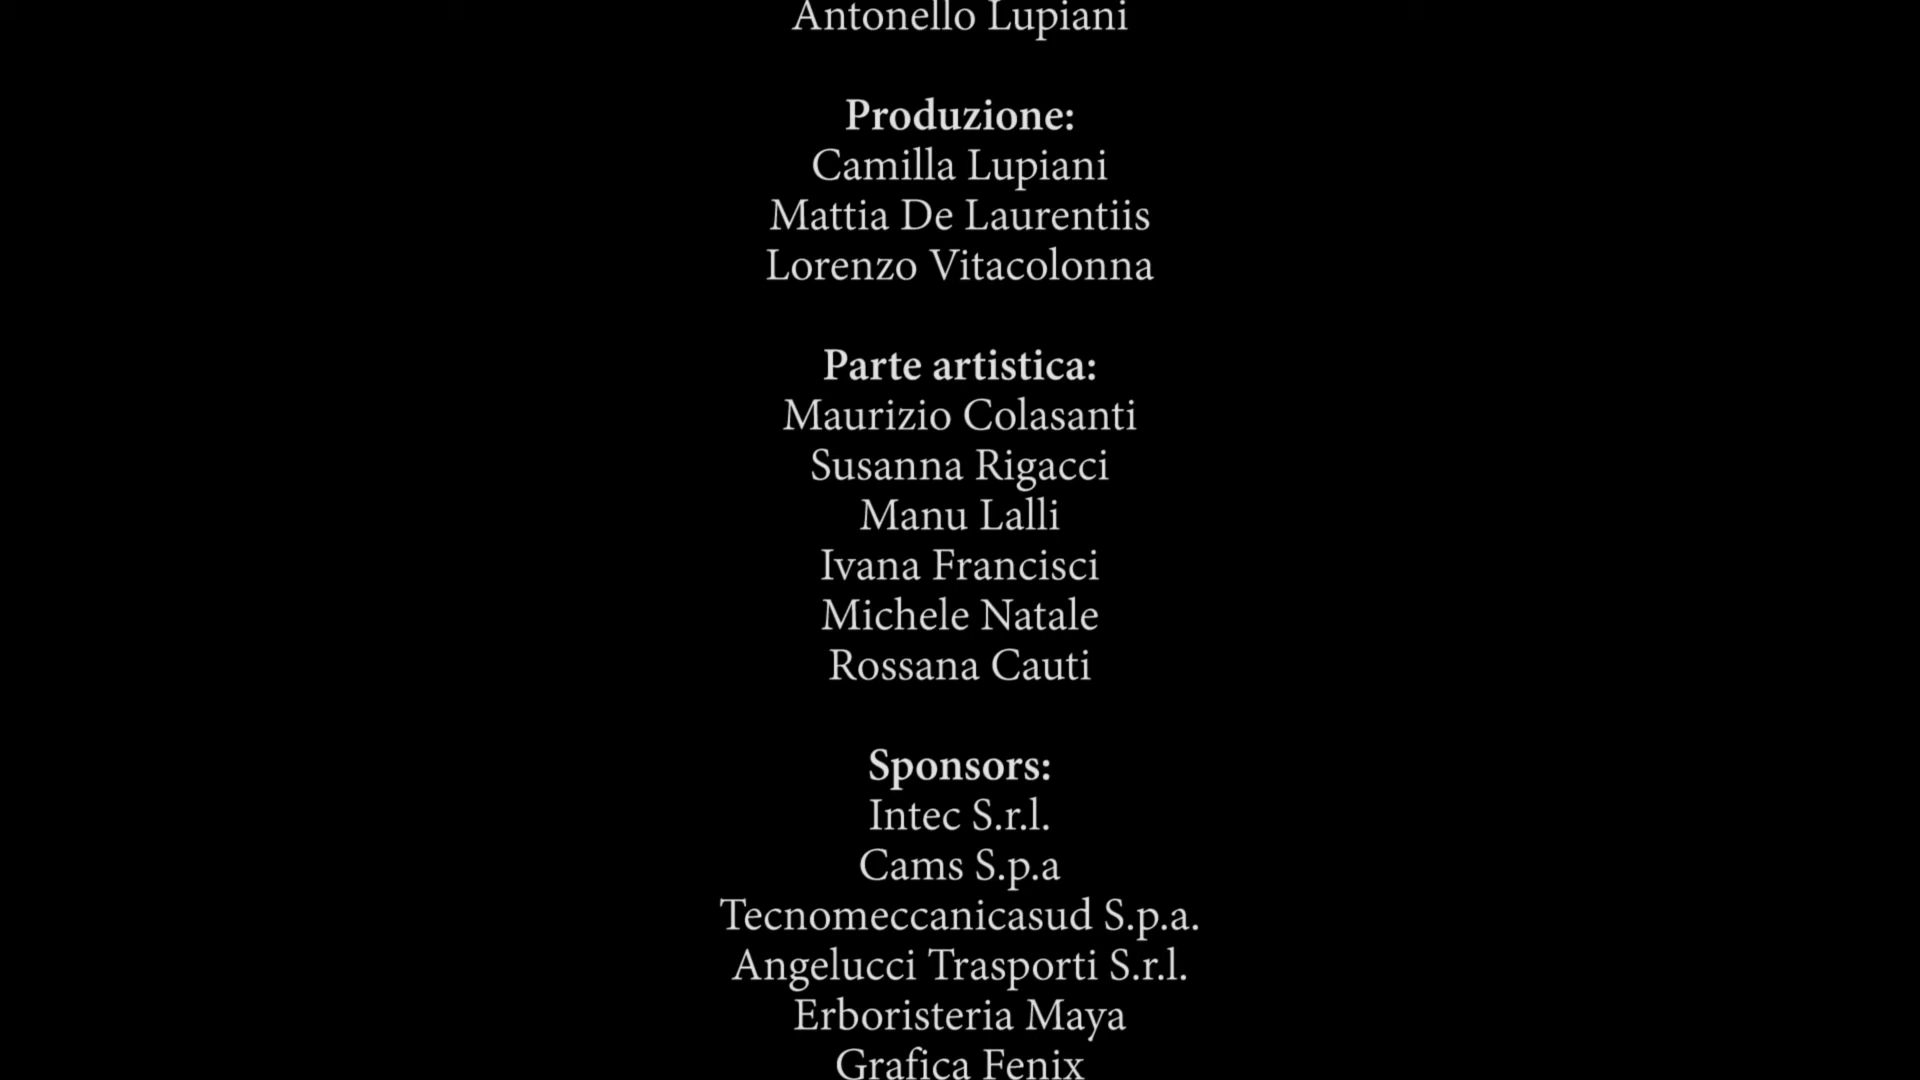 Antonello Lupiani
Produzione:
Camilla Lupiani
Mattia De Laurentiis
Lorenzo Vitacolonna
Parte artistica:
Maurizio Colasanti
Susanna Rigacci
Manu Lalli
Ivana Francisci
Michele Natale
Rossana Cauti
Sponsors:
Intec S.r.l.
Cams S.p.a
Tecnomeccanicasud S.p.a.
Angelucci Trasporti S.r.l.
Erboristeria Maya
Grafica Fenix